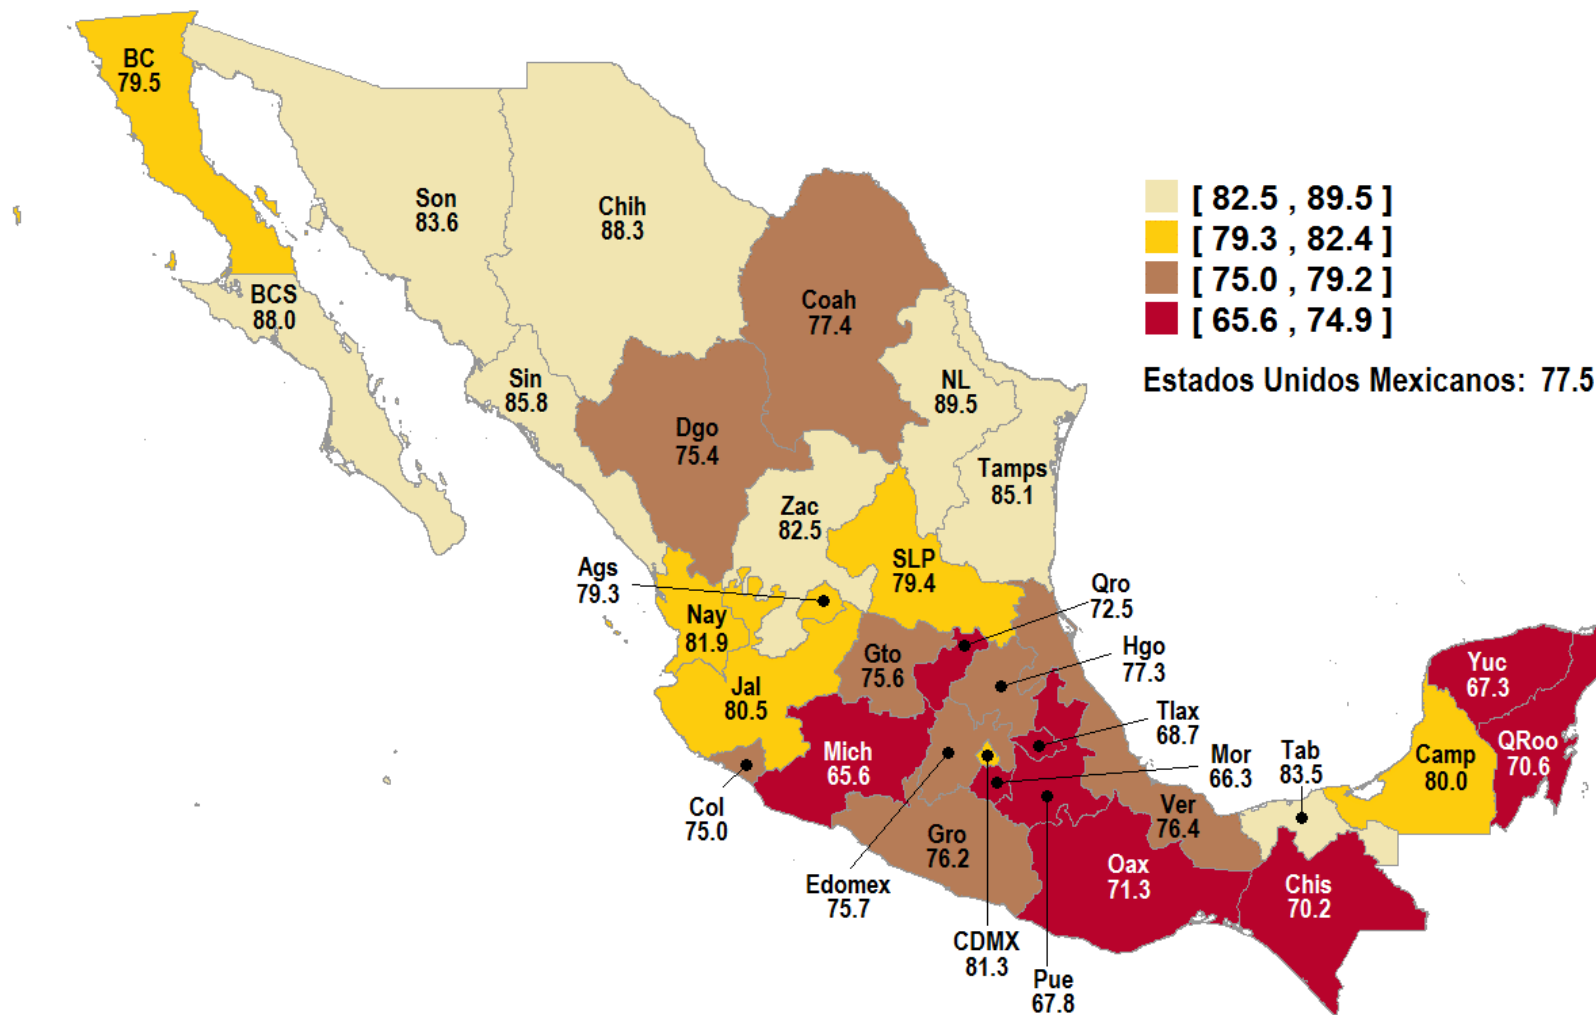 BC
79.5
Son
83.6
Chih
88.3
[ 82.5 , 89.5 ]
[ 79.3 , 82.4 ]
[ 75.0 , 79.2 ]
[ 65.6 , 74.9 ]
Estados Unidos Mexicanos: 77.5
BCS
88.0
Coah
77.4
Sin
85.8
NL
89.5
Dgo
75.4
Tamps
85.1
Zac
82.5
Ags
79.3
SLP
79.4
Qro
72.5
Nay
81.9
Gto
75.6
Hgo
77.3
Jal
80.5
Tlax
68.7
Yuc
67.3
Mich
65.6
Mor
66.3
Tab
83.5
Camp
80.0
QRoo
70.6
Col
75.0
Gro
76.2
Ver
76.4
Oax
71.3
Chis
70.2
Edomex
75.7
CDMX
81.3
Pue
67.8